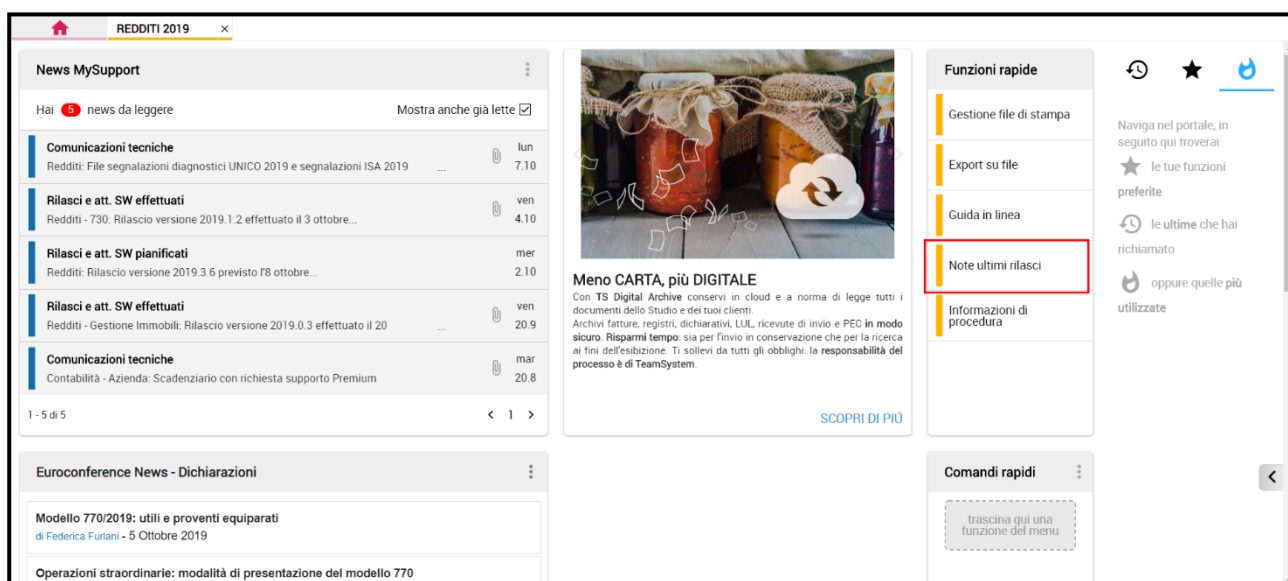 REDDITI 2019 ×
News MySupport
Hai 5 news da leggere Mostra anche già lette
Comunicazioni tecniche lun
Redditi: File segnalazioni diagnostici UNICO 2019 e segnalazioni ISA 2019 ... 7.10
Rilasci e att. SW effettuati ven
Redditi - 730: Rilascio versione 2019.1.2 effettuato il 3 ottobre... 4.10
Rilasci e att. SW pianificati mer
Redditi: Rilascio versione 2019.3.6 previsto l'8 ottobre... 2.10
Rilasci e att. SW effettuati ven
Redditi - Gestione Immobili: Rilascio versione 2019.0.3 effettuato il 20 ... 20.9
Comunicazioni tecniche mar
Contabilità - Azienda: Scadenziario con richiesta supporto Premium 20.8
1 - 5 di 5 < 1 >
Meno CARTA, più DIGITALE
Con TS Digital Archive conservi in cloud e a norma di legge tutti i
documenti dello Studio e dei tuoi clienti.
Archivi fatture, registri, dichiarativi, LUL, ricevute di invio e PEC in modo
sicuro. Risparmi tempo: sia per l'invio in conservazione che per la ricerca
ai fini dell'esibizione. Ti sollevi da tutti gli obblighi: la responsabilità del
processo è di TeamSystem.
SCOPRI DI PIÚ
Funzioni rapide
Gestione file di stampa
Export su file
Guida in linea
Note ultimi rilasci
Informazioni di
procedura
Naviga nel portale, in
seguito qui troverai:
le tue funzioni
preferite
le ultime che hai
richiamato
oppure quelle più
utilizzate
Euroconference News - Dichiarazioni
Modello 770/2019: utili e proventi equiparati
di Federica Furlani - 5 Ottobre 2019
Operazioni straordinarie: modalità di presentazione del modello 770
Comandi rapidi
trascina qui una
funzione del menu